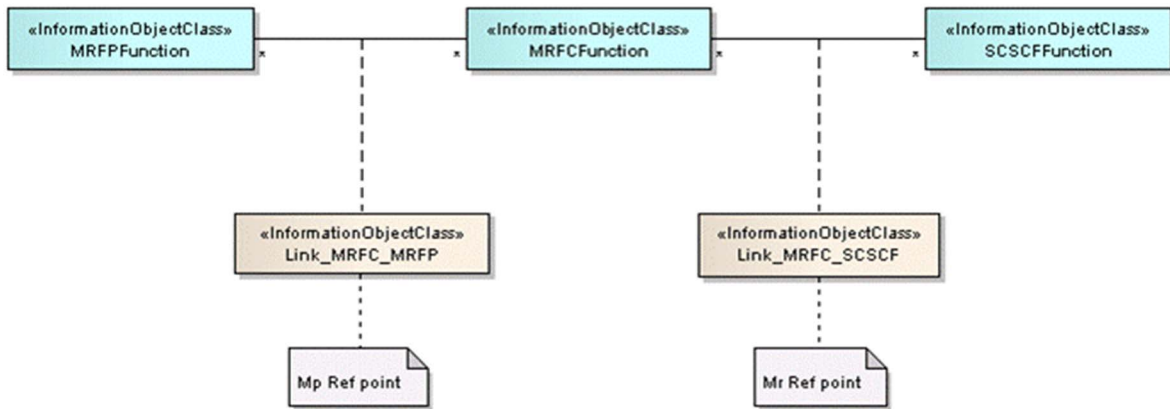 «InformationObjectClass»
MRFPFunction
*
*
«InformationObjectClass»
MRFCFunction
*
*
«InformationObjectClass»
SCSCFFunction
«InformationObjectClass»
Link_MRFC_MRFP
«InformationObjectClass»
Link_MRFC_SCSCF
Mp Ref point
Mr Ref point